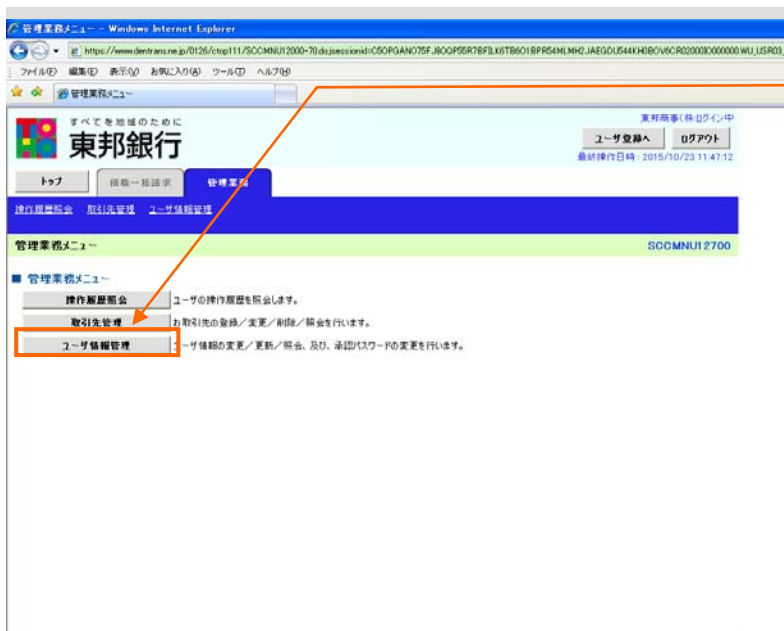 管理業務メニュー - Windows Internet Explorer
ファイル(F) 編集(E) 表示(V) お気に入り(A) ツール(T) ヘルプ(H)
管理業務メニュー
すべてを地域のために
東邦銀行
東邦商事(株:ログイン中
ユーザ登録へ ログアウト
最終操作日時:2015/10/23 11:47:12
トップ 債権一括請求 管理業務
操作履歴照会 取引先管理 ユーザ情報管理
管理業務メニュー SCCMNU12700
■ 管理業務メニュー
操作履歴照会 ユーザの操作履歴を照会します。
取引先管理 お取引先の登録/変更/削除/照会を行います。
ユーザ情報管理 ユーザ情報の変更/更新/照会、及び、承認パスワードの変更を行います。